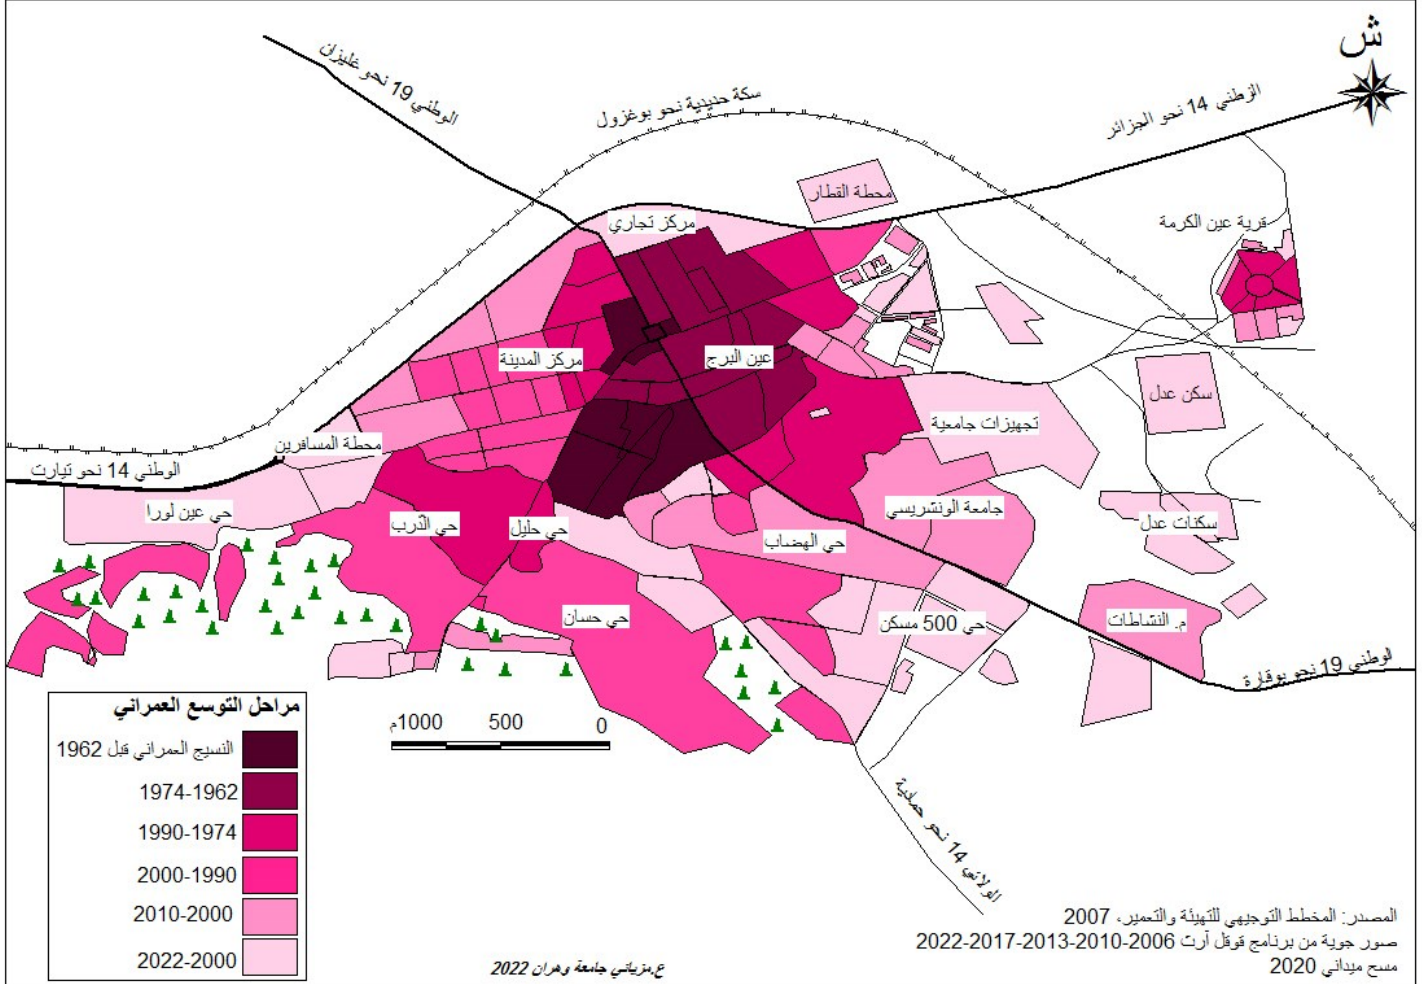 ش
الوطني 19 نحو غليزان
سكة حديدية نحو بوغزول
الزطني 14 نحو الجزائر
محطة القطار
مركز تجاري
قرية عين الكرمة
مركز المدينة
عين البرج
سكن عدل
تجهيزات جامعية
محطة المسافرين
الوطني 14 نحو تيارت
حي عين لورا
حي الدرب
حي حليل
حي الهضاب
جامعة الونشريسي
سكنات عدل
حي حسان
حي 500 مسكن
م. النشاطات
الوطني 19 نحو بوقارة
الولائي 14 نحو حمادية
مراحل التوسع العمراني
النسيج العمراني قبل 1962
1974-1962
1990-1974
2000-1990
2010-2000
2022-2000
1000م 500 0
المصدر: المخطط التوجيهي للتهيئة والتعمير، 2007
صور جوية من برنامج قوقل آرث 2006-2010-2013-2017-2022
مسح ميداني 2020
ع.مزياني جامعة وهران 2022